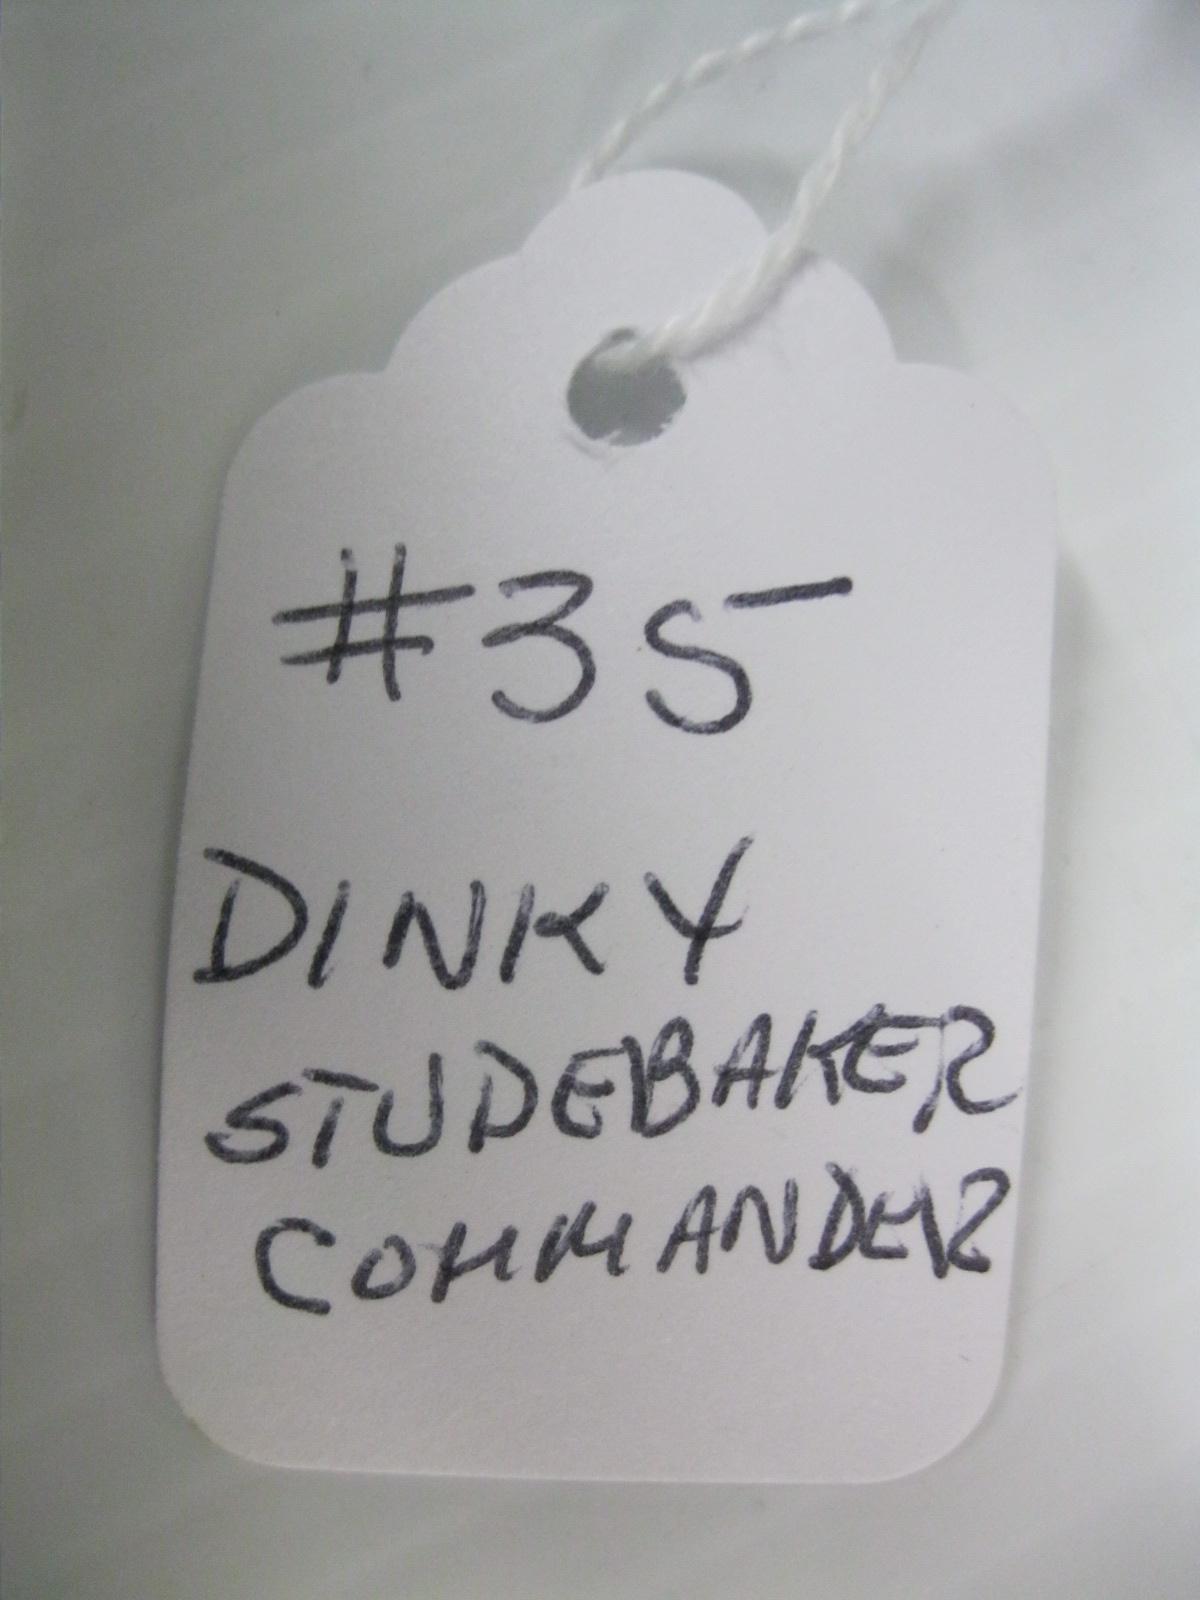 #35
DINKY
STUDEBAKER
COMMANDER